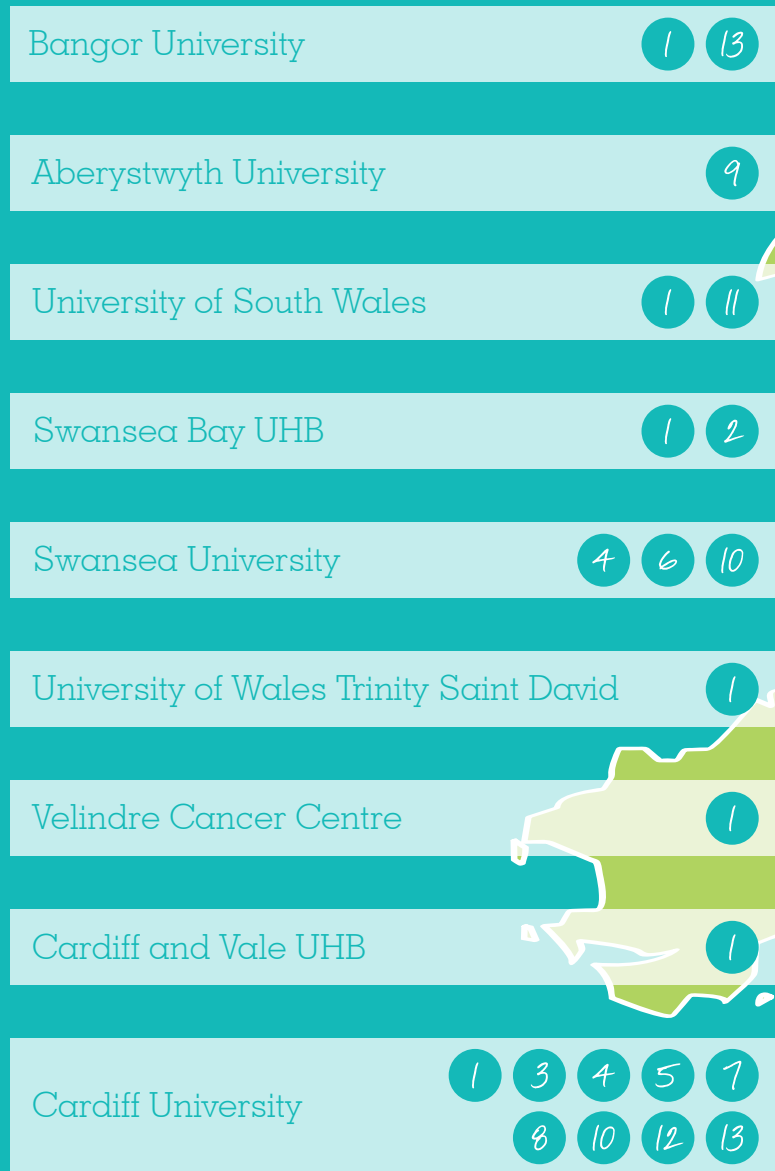 Bangor University 1 13
Aberystwyth University 9
University of South Wales 1 11
Swansea Bay UHB 1 2
Swansea University 4 6 10
University of Wales Trinity Saint David 1
Velindre Cancer Centre 1
Cardiff and Vale UHB 1
1 3 4 5 7
Cardiff University
8 10 12 13